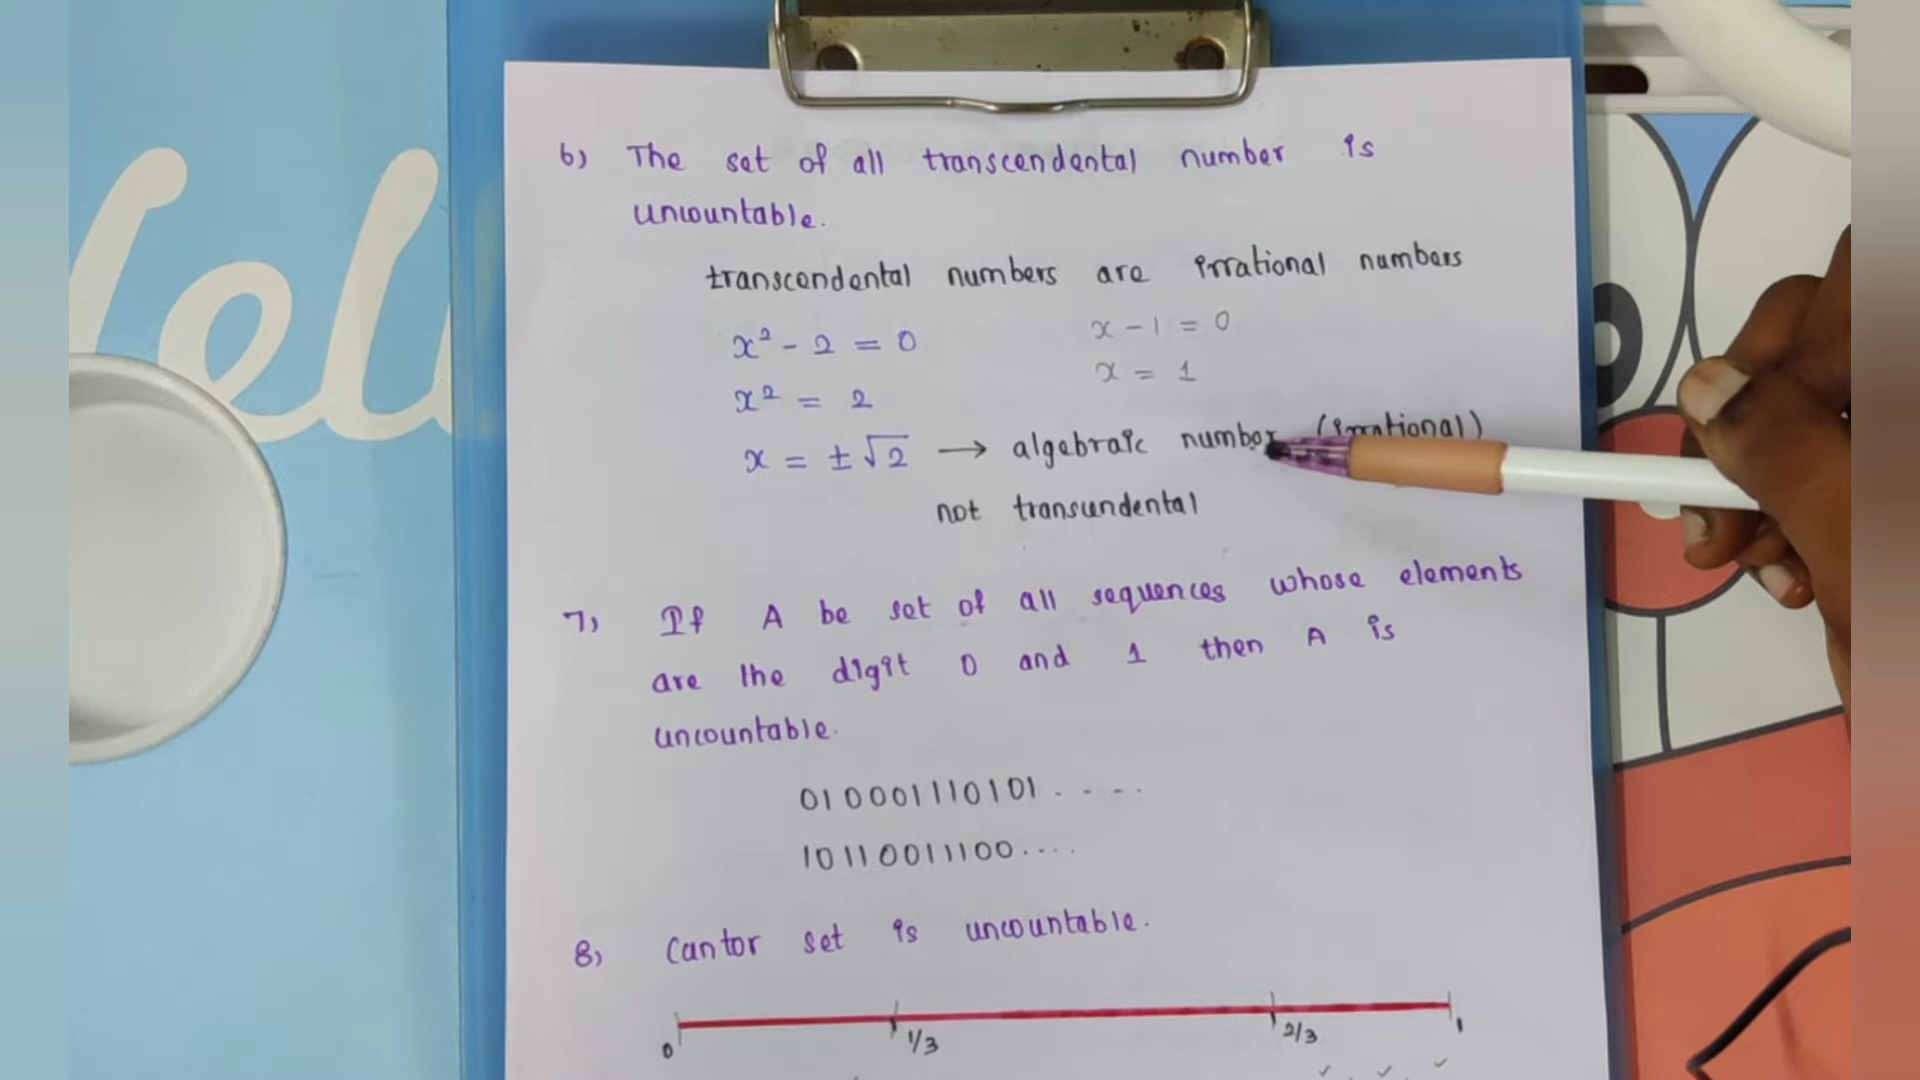 6) The set of all transcendental number is
uncountable.
transcendental numbers are irrational numbers
x² - 2 = 0
x² = 2
x = ±√2 → algebraic number (irrational)
not transcendental
x - 1 = 0
x = 1
7) If A be set of all sequences whose elements
are the digit 0 and 1 then A is
uncountable.
010001110101 - - - -
10110011100....
8) Cantor set is uncountable.
0 1/3 2/3 1